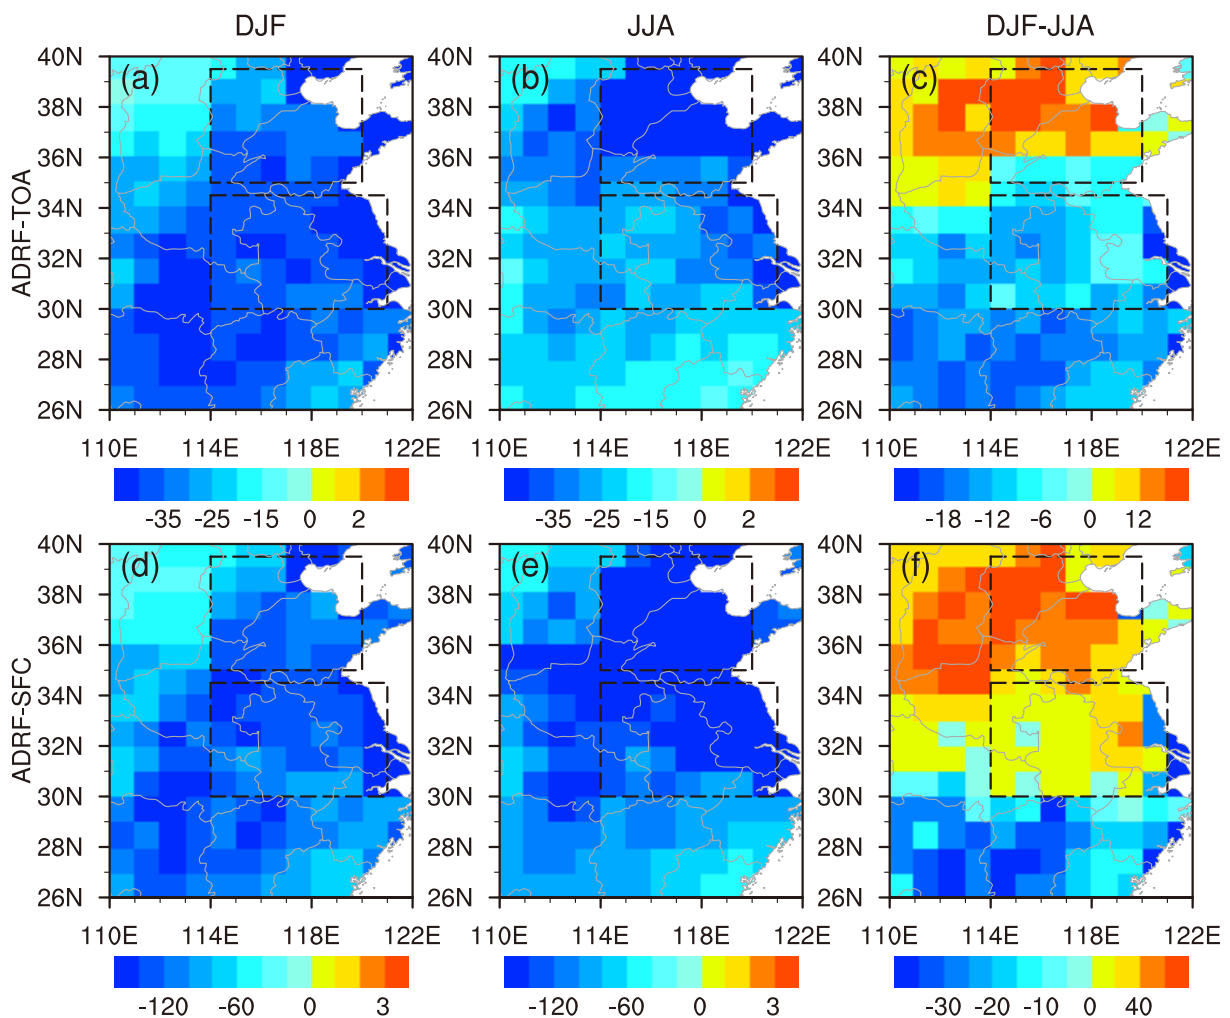 DJF JJA DJF-JJA
(a) (b) (c)
40N 40N 40N
38N 38N 38N
36N 36N 36N
34N 34N 34N
32N 32N 32N
30N 30N 30N
28N 28N 28N
26N 26N 26N
ADRF-TOA
110E 114E 118E 122E 110E 114E 118E 122E 110E 114E 118E 122E
-35 -25 -15 0 2 -35 -25 -15 0 2 -18 -12 -6 0 12
(d) (e) (f)
40N 40N 40N
38N 38N 38N
36N 36N 36N
34N 34N 34N
32N 32N 32N
30N 30N 30N
28N 28N 28N
26N 26N 26N
ADRF-SFC
110E 114E 118E 122E 110E 114E 118E 122E 110E 114E 118E 122E
-120 -60 0 3 -120 -60 0 3 -30 -20 -10 0 40